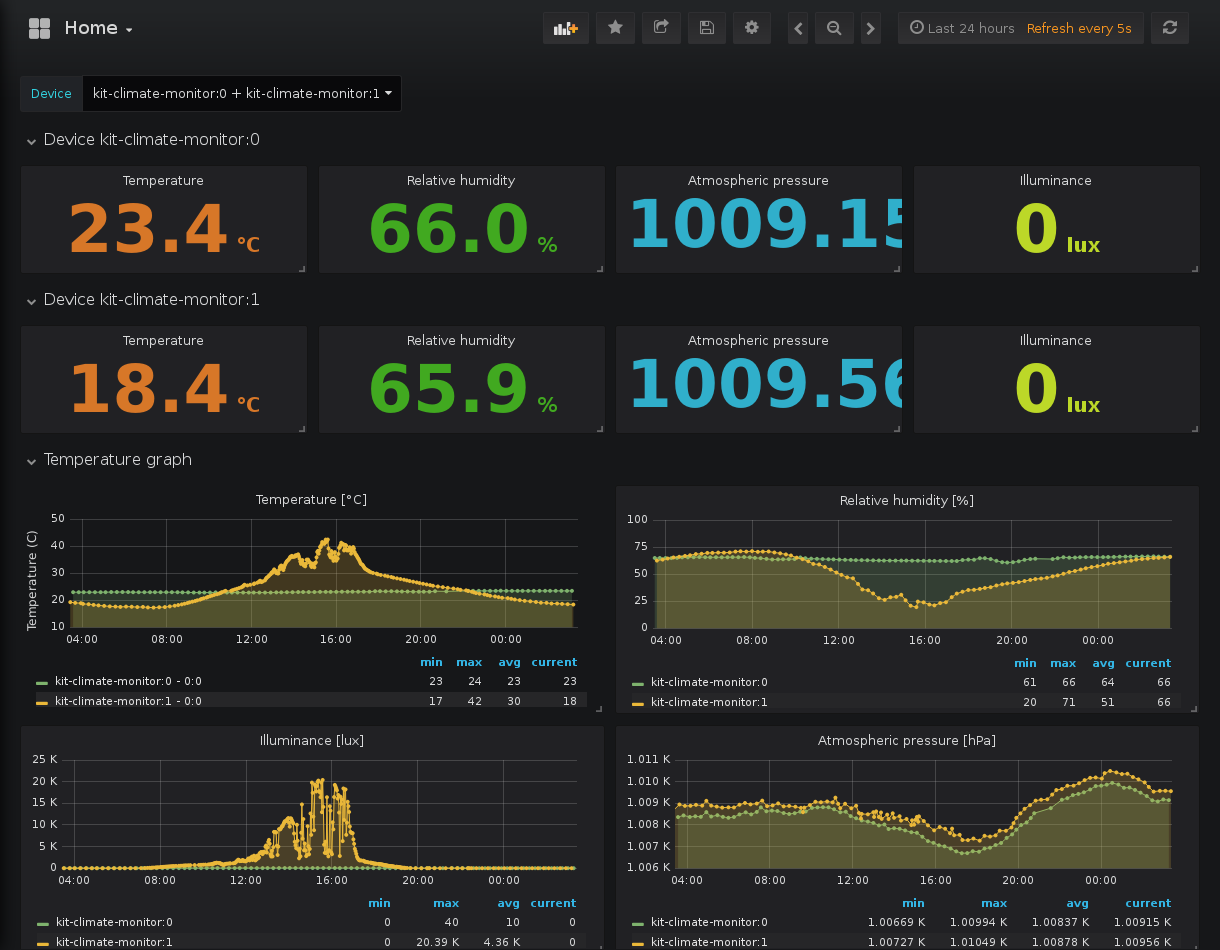 Home
Last 24 hours Refresh every 5s
Device kit-climate-monitor:0 + kit-climate-monitor:1
Device kit-climate-monitor:0
Temperature Relative humidity Atmospheric pressure Illuminance
23.4 °C 66.0 % 1009.15 0 lux
Device kit-climate-monitor:1
Temperature Relative humidity Atmospheric pressure Illuminance
18.4 °C 65.9 % 1009.56 0 lux
Temperature graph
Temperature [°C]
Temperature (C)
50
40
30
20
10
04:00 08:00 12:00 16:00 20:00 00:00
min max avg current
kit-climate-monitor:0 - 0:0 23 24 23 23
kit-climate-monitor:1 - 0:0 17 42 30 18
Relative humidity [%]
100
75
50
25
0
04:00 08:00 12:00 16:00 20:00 00:00
min max avg current
kit-climate-monitor:0 61 66 64 66
kit-climate-monitor:1 20 71 51 66
Illuminance [lux]
25 K
20 K
15 K
10 K
5 K
0
04:00 08:00 12:00 16:00 20:00 00:00
min max avg current
kit-climate-monitor:0 0 40 10 0
kit-climate-monitor:1 0 20.39 K 4.36 K 0
Atmospheric pressure [hPa]
1.011 K
1.010 K
1.009 K
1.008 K
1.007 K
1.006 K
04:00 08:00 12:00 16:00 20:00 00:00
min max avg current
kit-climate-monitor:0 1.00669 K 1.00994 K 1.00837 K 1.00915 K
kit-climate-monitor:1 1.00727 K 1.01049 K 1.00878 K 1.00956 K